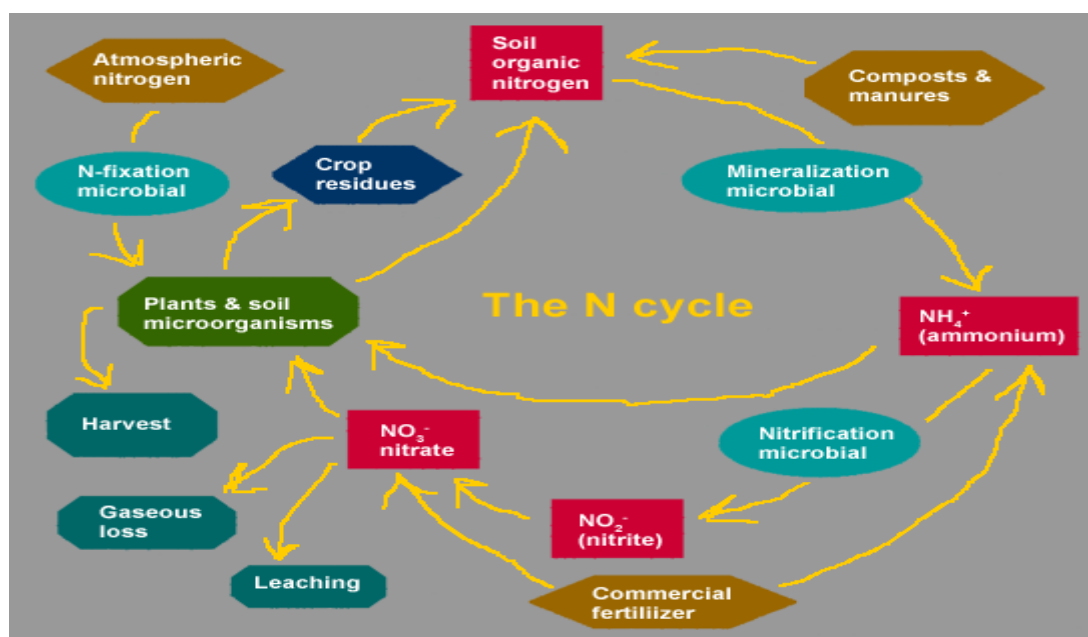 Atmospheric
nitrogen
Soil
organic
nitrogen
Composts &
manures
N-fixation
microbial
Crop
residues
Mineralization
microbial
Plants & soil
microorganisms
The N cycle
NH₄⁺
(ammonium)
Harvest
NO₃⁻
nitrate
Nitrification
microbial
Gaseous
loss
NO₂⁻
(nitrite)
Leaching
Commercial
fertiliizer